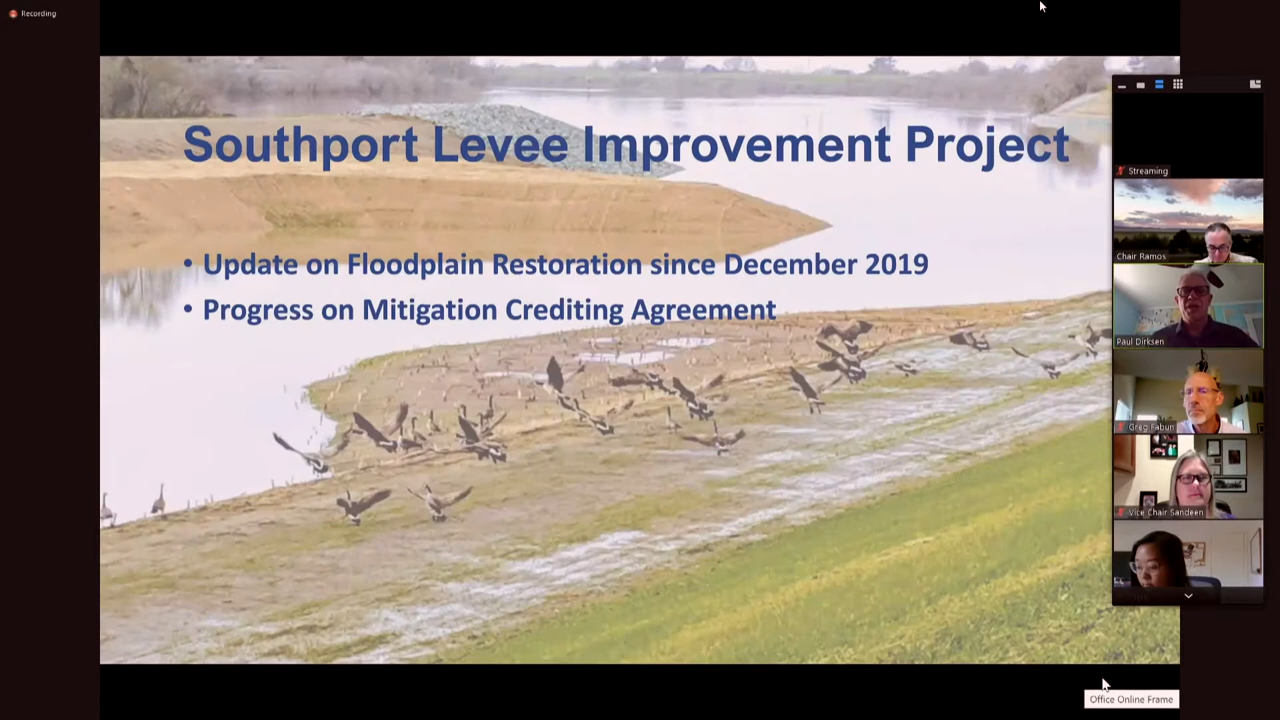 Recording
Southport Levee Improvement Project
• Update on Floodplain Restoration since December 2019
• Progress on Mitigation Crediting Agreement
Streaming
Chair Ramos
Paul Dirksen
Greg Fabun
Vice Chair Sandeen
Office Online Frame